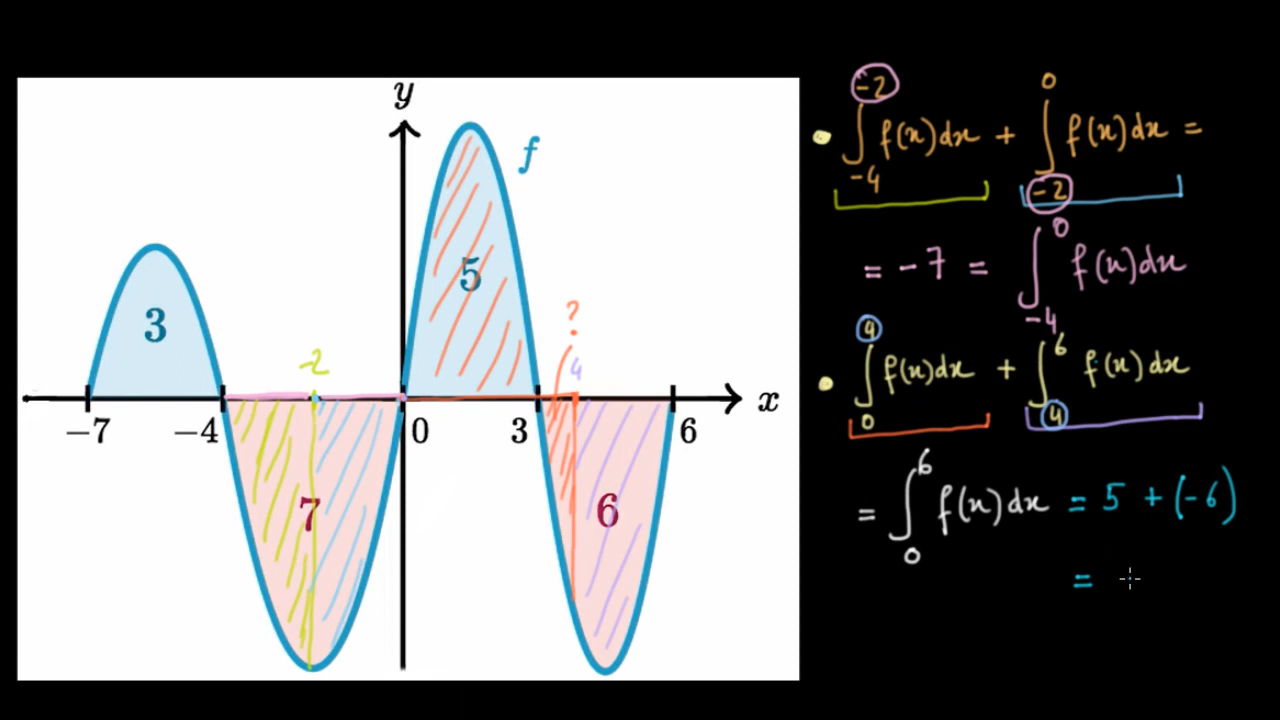 y
f
3
5
-2
?
4
x
−7
−4
0
3
6
7
6
• ∫_{-4}^{-2} f(x)dx + ∫_{-2}^{0} f(x)dx =
= -7 = ∫_{-4}^{0} f(x)dx
• ∫_{0}^{4} f(x)dx + ∫_{4}^{6} f(x)dx
= ∫_{0}^{6} f(x)dx = 5 + (-6)
=